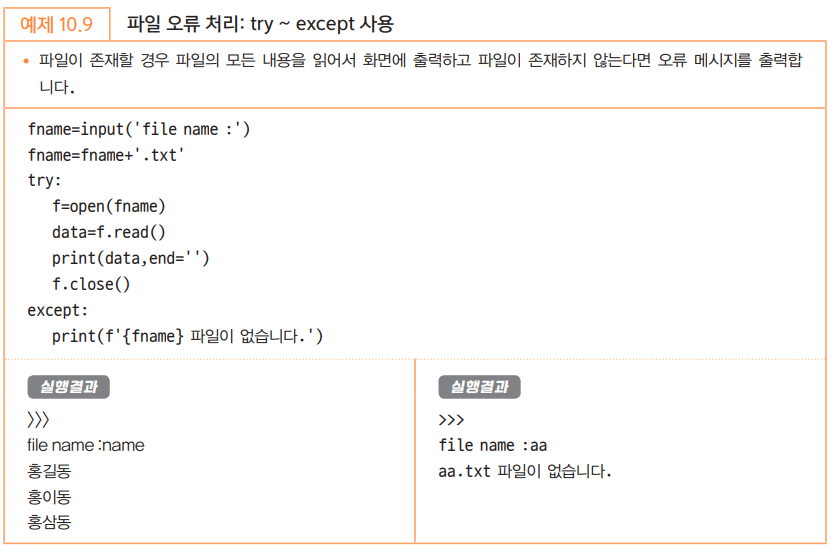 예제 10.9 파일 오류 처리: try ~ except 사용
• 파일이 존재할 경우 파일의 모든 내용을 읽어서 화면에 출력하고 파일이 존재하지 않는다면 오류 메시지를 출력합
니다.
fname=input('file name :')
fname=fname+'.txt'
try:
f=open(fname)
data=f.read()
print(data,end='')
f.close()
except:
print(f'{fname} 파일이 없습니다.')
실행결과
>>>
file name :name
홍길동
홍이동
홍삼동
실행결과
>>>
file name :aa
aa.txt 파일이 없습니다.